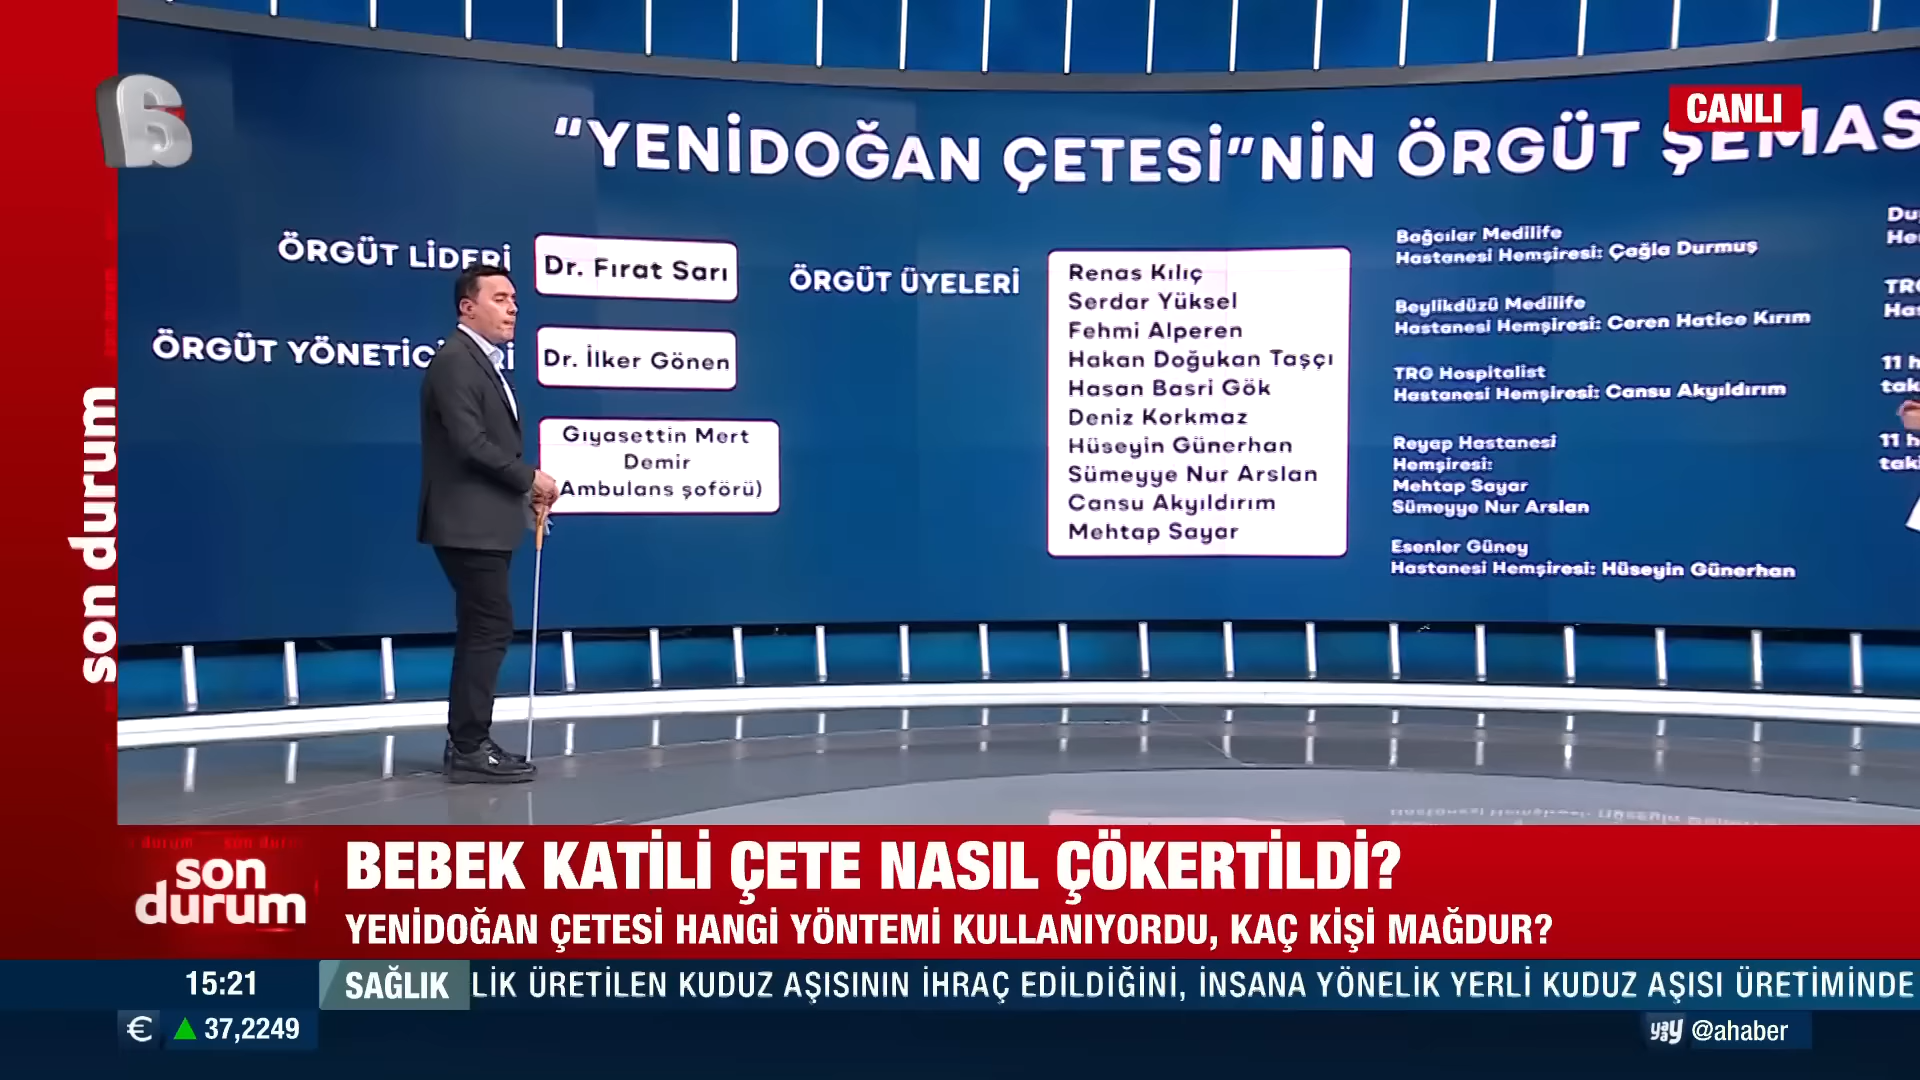 CANLI
"YENİDOĞAN ÇETESİ"NİN ÖRGÜT ŞEMAS
ÖRGÜT LİDERİ
Dr. Fırat Sarı
Dr. İlker Gönen
Gıyasettin Mert
Demir
Ambulans şoförü)
ÖRGÜT ÜYELERİ
Renas Kılıç
Serdar Yüksel
Fehmi Alperen
Hakan Doğukan Taşçı
Hasan Basri Gök
Deniz Korkmaz
Hüseyin Günerhan
Sümeyye Nur Arslan
Cansu Akyıldırım
Mehtap Sayar
Bağcılar Medilife
Hastanesi Hemşiresi: Çağla Durmuş
Beylikdüzü Medilife
Hastanesi Hemşiresi: Ceren Hatice Kırım
TRG Hospitalist
Hastanesi Hemşiresi: Cansu Akyıldırım
Reyap Hastanesi
Hemşiresi:
Mehtap Sayar
Sümeyye Nur Arslan
Esenler Güney
Hastanesi Hemşiresi: Hüseyin Günerhan
son durum
son
durum
BEBEK KATİLİ ÇETE NASIL ÇÖKERTİLDİ?
YENİDOĞAN ÇETESİ HANGİ YÖNTEMİ KULLANIYORDU, KAÇ KİŞİ MAĞDUR?
15:21
SAĞLIK
LİK ÜRETİLEN KUDUZ AŞISININ İHRAÇ EDİLDİĞİNİ, İNSANA YÖNELİK YERLİ KUDUZ AŞISI ÜRETİMİNDE
€ ▲ 37,2249
yaay @ahaber